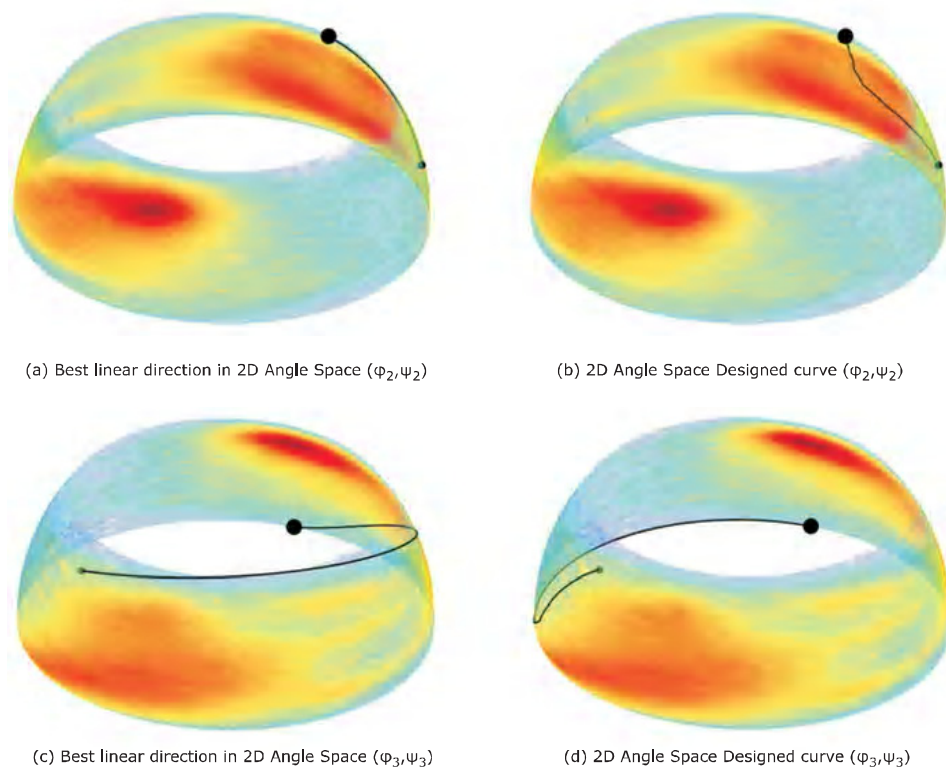 (a) Best linear direction in 2D Angle Space (φ₂,ψ₂)
(b) 2D Angle Space Designed curve (φ₂,ψ₂)
(c) Best linear direction in 2D Angle Space (φ₃,ψ₃)
(d) 2D Angle Space Designed curve (φ₃,ψ₃)